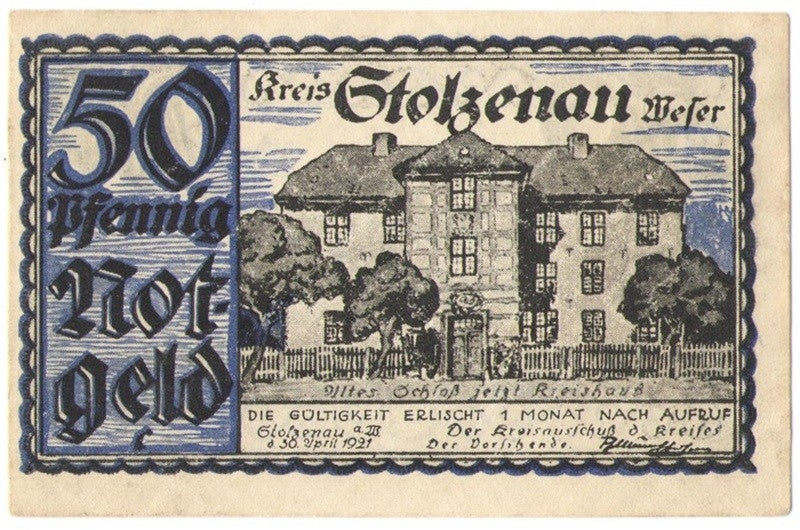 50
Pfennig
Not-
geld
c
Kreis Stolzenau Weser
Altes Schloß jetzt Kreishaus
DIE GÜLTIGKEIT ERLISCHT 1 MONAT NACH AUFRUF
Stolzenau a. W
d 30. April 1921
Der Kreisausschuß d. Kreises
Der Vorsitzende.